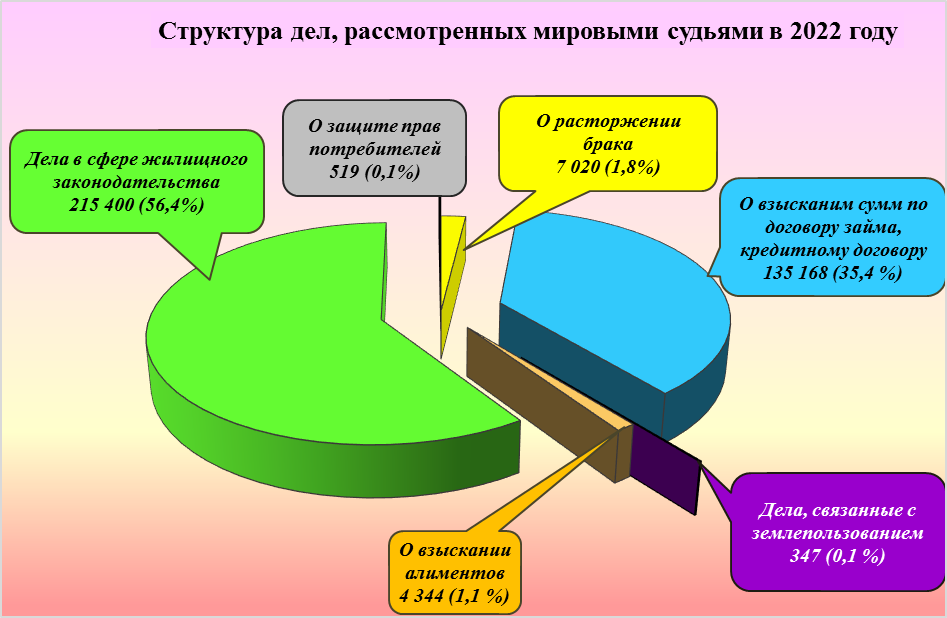 Структура дел, рассмотренных мировыми судьями в 2022 году
О защите прав
потребителей
519 (0,1%)
О расторжении
брака
7 020 (1,8%)
Дела в сфере жилищного
законодательства
215 400 (56,4%)
О взысканим сумм по
договору займа,
кредитному договору
135 168 (35,4 %)
Дела, связанные с
землепользованием
347 (0,1 %)
О взыскании
алиментов
4 344 (1,1 %)